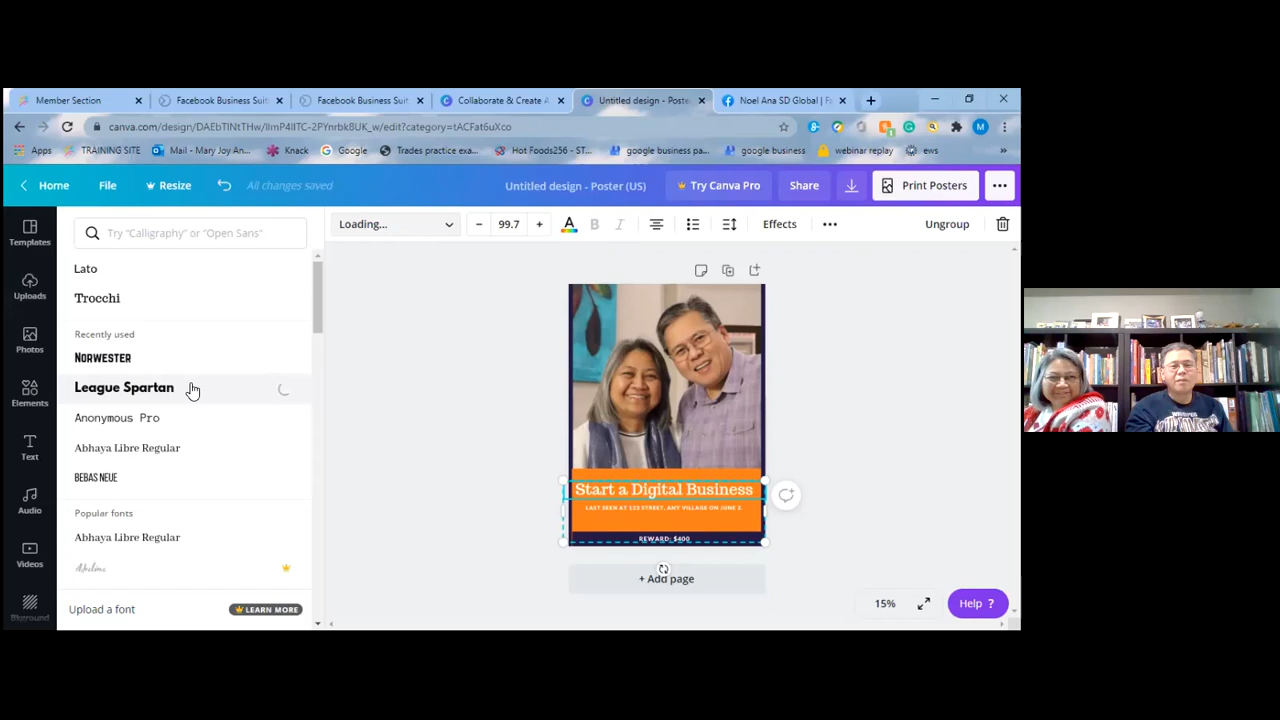 Member Section
Facebook Business Suit
Facebook Business Suit
Collaborate & Create A
Untitled design - Poste
Noel Ana SD Global | F
canva.com/design/DAEbTlNtTHw/IImP4IITC-2PYnrbk8UK_w/edit?category=tACFat6uXco
M
Apps
TRAINING SITE
Mail - Mary Joy An...
Knack
Google
Trades practice exa...
Hot Foods256 - ST...
google business pa...
google business
webinar replay
ews
Home
File
Resize
All changes saved
Untitled design - Poster (US)
Try Canva Pro
Share
Print Posters
Templates
Uploads
Photos
Elements
Text
Audio
Videos
Bkground
Try "Calligraphy" or "Open Sans"
Lato
Trocchi
Recently used
NORWESTER
League Spartan
Anonymous Pro
Abhaya Libre Regular
BEBAS NEUE
Popular fonts
Abhaya Libre Regular
Upload a font
LEARN MORE
Loading...
99.7
A
B
I
Effects
Ungroup
Start a Digital Business
LAST SEEN AT 123 STREET, ANY VILLAGE ON JUNE 2.
REWARD: $400
+ Add page
15%
Help ?